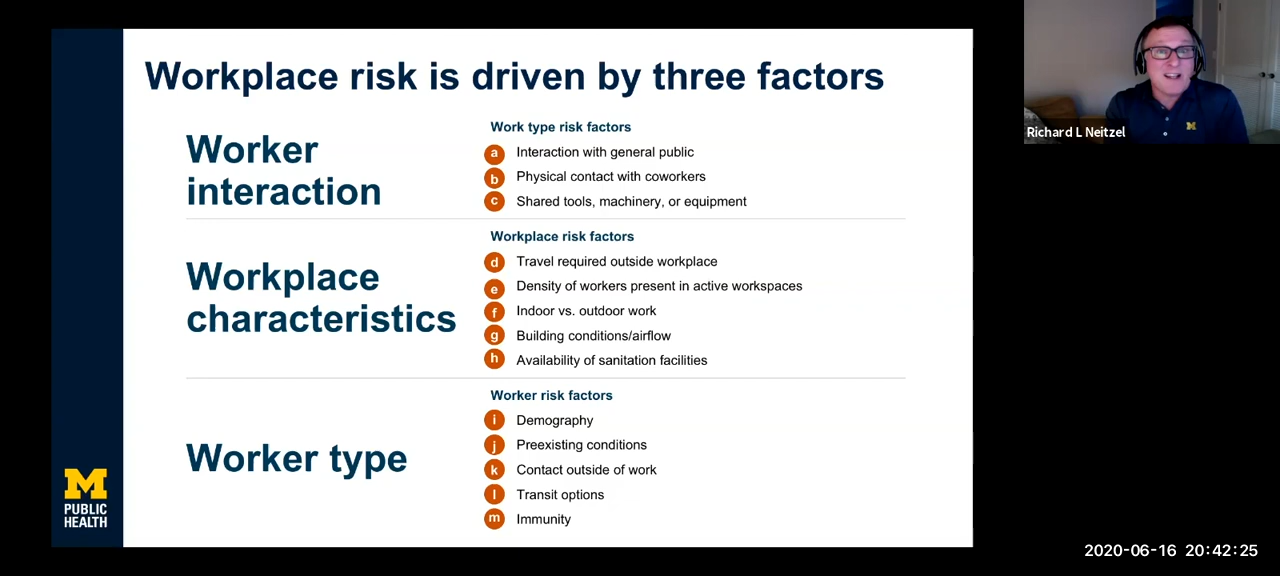 Workplace risk is driven by three factors
Worker
interaction
Work type risk factors
a Interaction with general public
b Physical contact with coworkers
c Shared tools, machinery, or equipment
Workplace
characteristics
Workplace risk factors
d Travel required outside workplace
e Density of workers present in active workspaces
f Indoor vs. outdoor work
g Building conditions/airflow
h Availability of sanitation facilities
Worker type
Worker risk factors
i Demography
j Preexisting conditions
k Contact outside of work
l Transit options
m Immunity
M
PUBLIC
HEALTH
M
Richard L Neitzel
2020-06-16 20:42:25